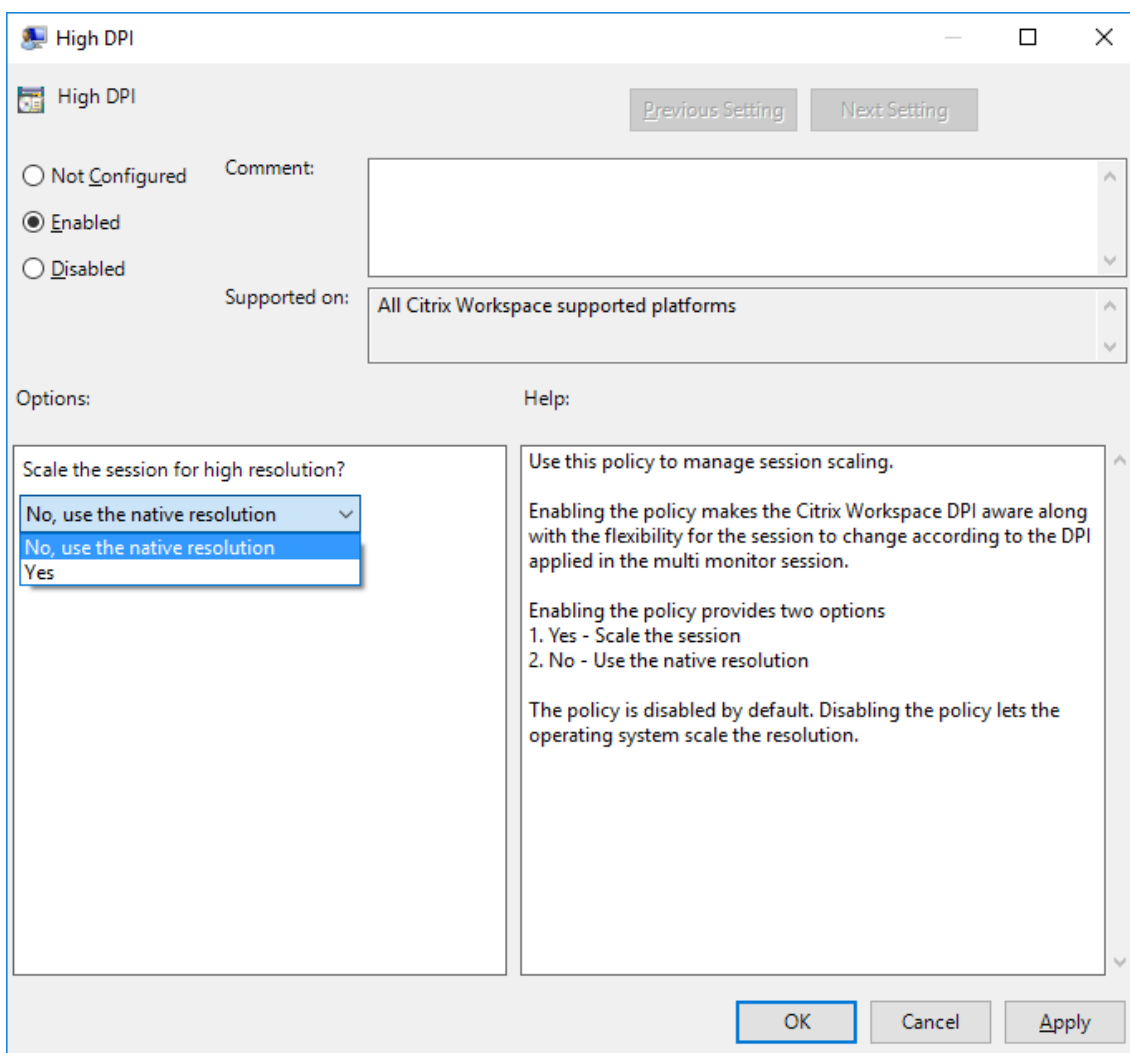 High DPI
High DPI
Previous Setting
Next Setting
Not Configured
Comment:
Enabled
Disabled
Supported on:
All Citrix Workspace supported platforms
Options:
Help:
Scale the session for high resolution?
No, use the native resolution
No, use the native resolution
Yes
Use this policy to manage session scaling.
Enabling the policy makes the Citrix Workspace DPI aware along
with the flexibility for the session to change according to the DPI
applied in the multi monitor session.
Enabling the policy provides two options
1. Yes - Scale the session
2. No - Use the native resolution
The policy is disabled by default. Disabling the policy lets the
operating system scale the resolution.
OK
Cancel
Apply